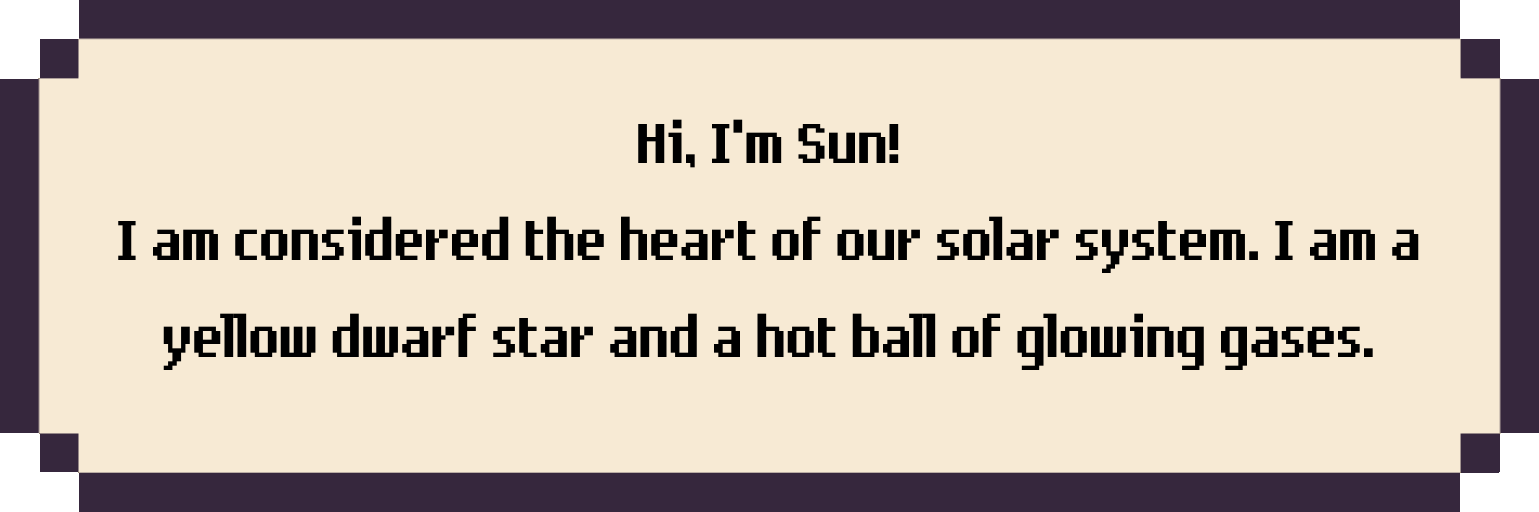 Hi, I'm Sun!
I am considered the heart of our solar system. I am a
yellow dwarf star and a hot ball of glowing gases.